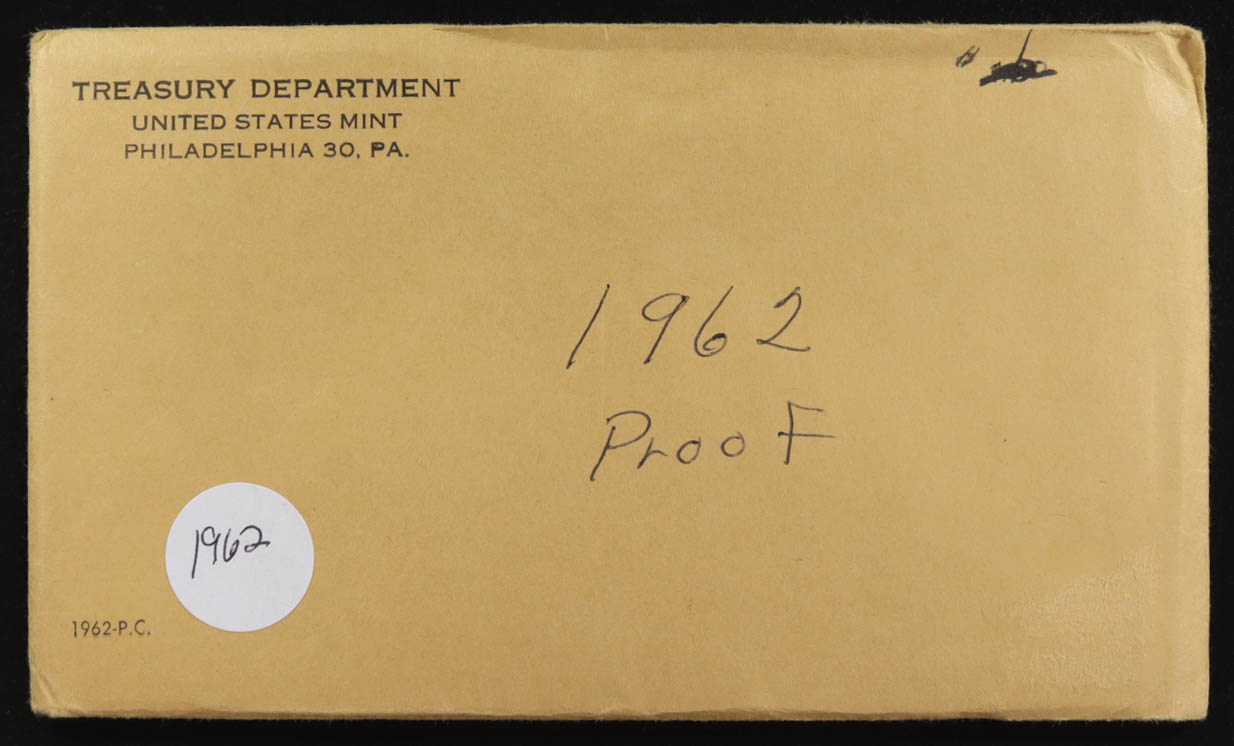 TREASURY DEPARTMENT
UNITED STATES MINT
PHILADELPHIA 30, PA.
1962
Proof
1962
1962-P.C.